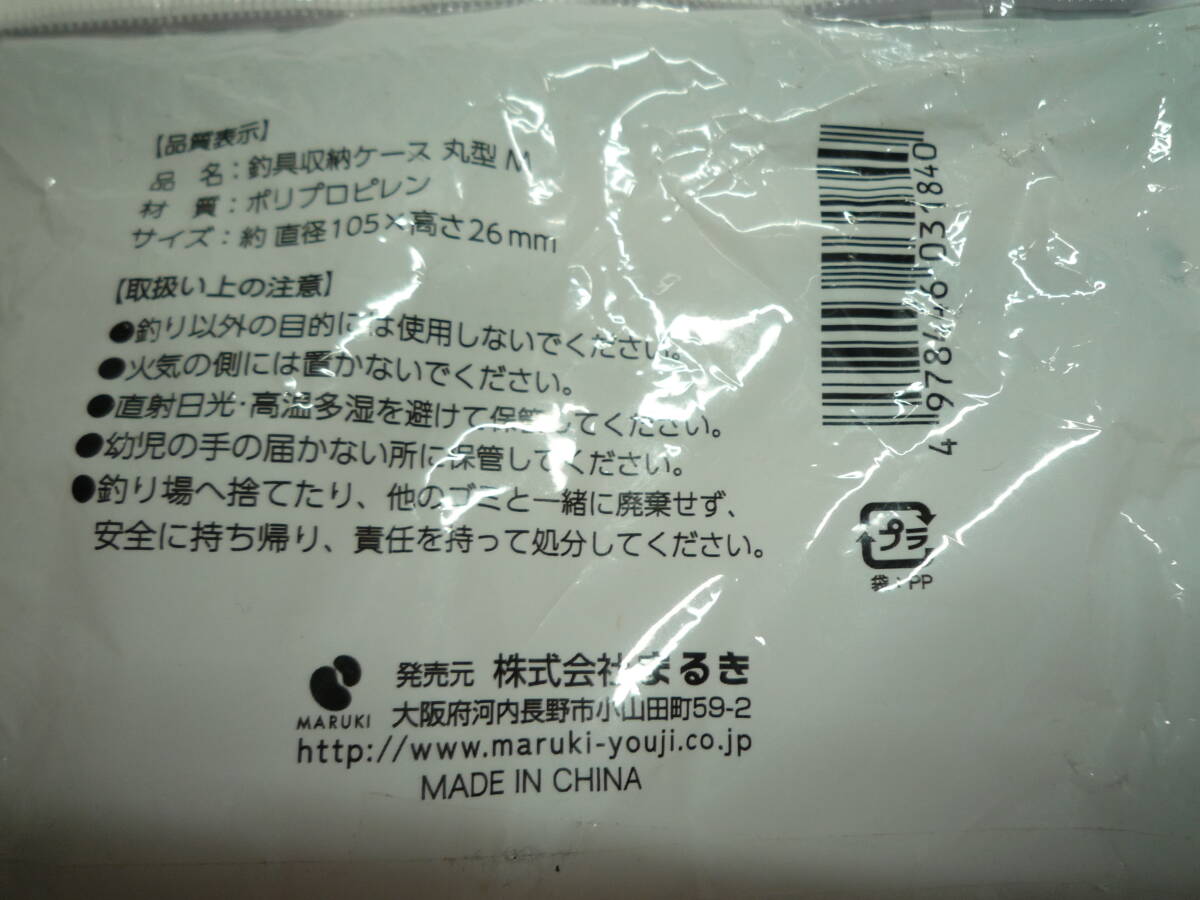 【品質表示】
品　名：釣具収納ケース 丸型 M
材　質：ポリプロピレン
サイズ：約 直径105×高さ26mm
【取扱い上の注意】
●釣り以外の目的には使用しないでください。
●火気の側には置かないでください。
●直射日光・高温多湿を避けて保管してください。
●幼児の手の届かない所に保管してください。
●釣り場へ捨てたり、他のゴミと一緒に廃棄せず、
安全に持ち帰り、責任を持って処分してください。
4 978446 031840
プラ
袋：PP
MARUKI
発売元 株式会社まるき
大阪府河内長野市小山田町59-2
http://www.maruki-youji.co.jp
MADE IN CHINA